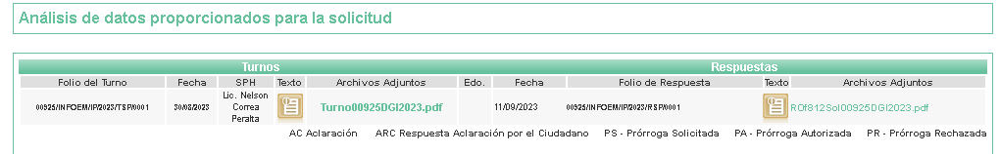 Análisis de datos proporcionados para la solicitud
Turnos Respuestas
Folio del Turno Fecha SPH Texto Archivos Adjuntos Edo. Fecha Folio de Respuesta Texto Archivos Adjuntos
00925/INFOEM/IP/2023/TSP/0001 30/08/2023 Lic. Nelson Correa Peralta Turno00925DGI2023.pdf 11/09/2023 00925/INFOEM/IP/2023/RSP/0001 ROf812Sol00925DGI2023.pdf
AC Aclaración ARC Respuesta Aclaración por el Ciudadano PS - Prórroga Solicitada PA - Prórroga Autorizada PR - Prórroga Rechazada